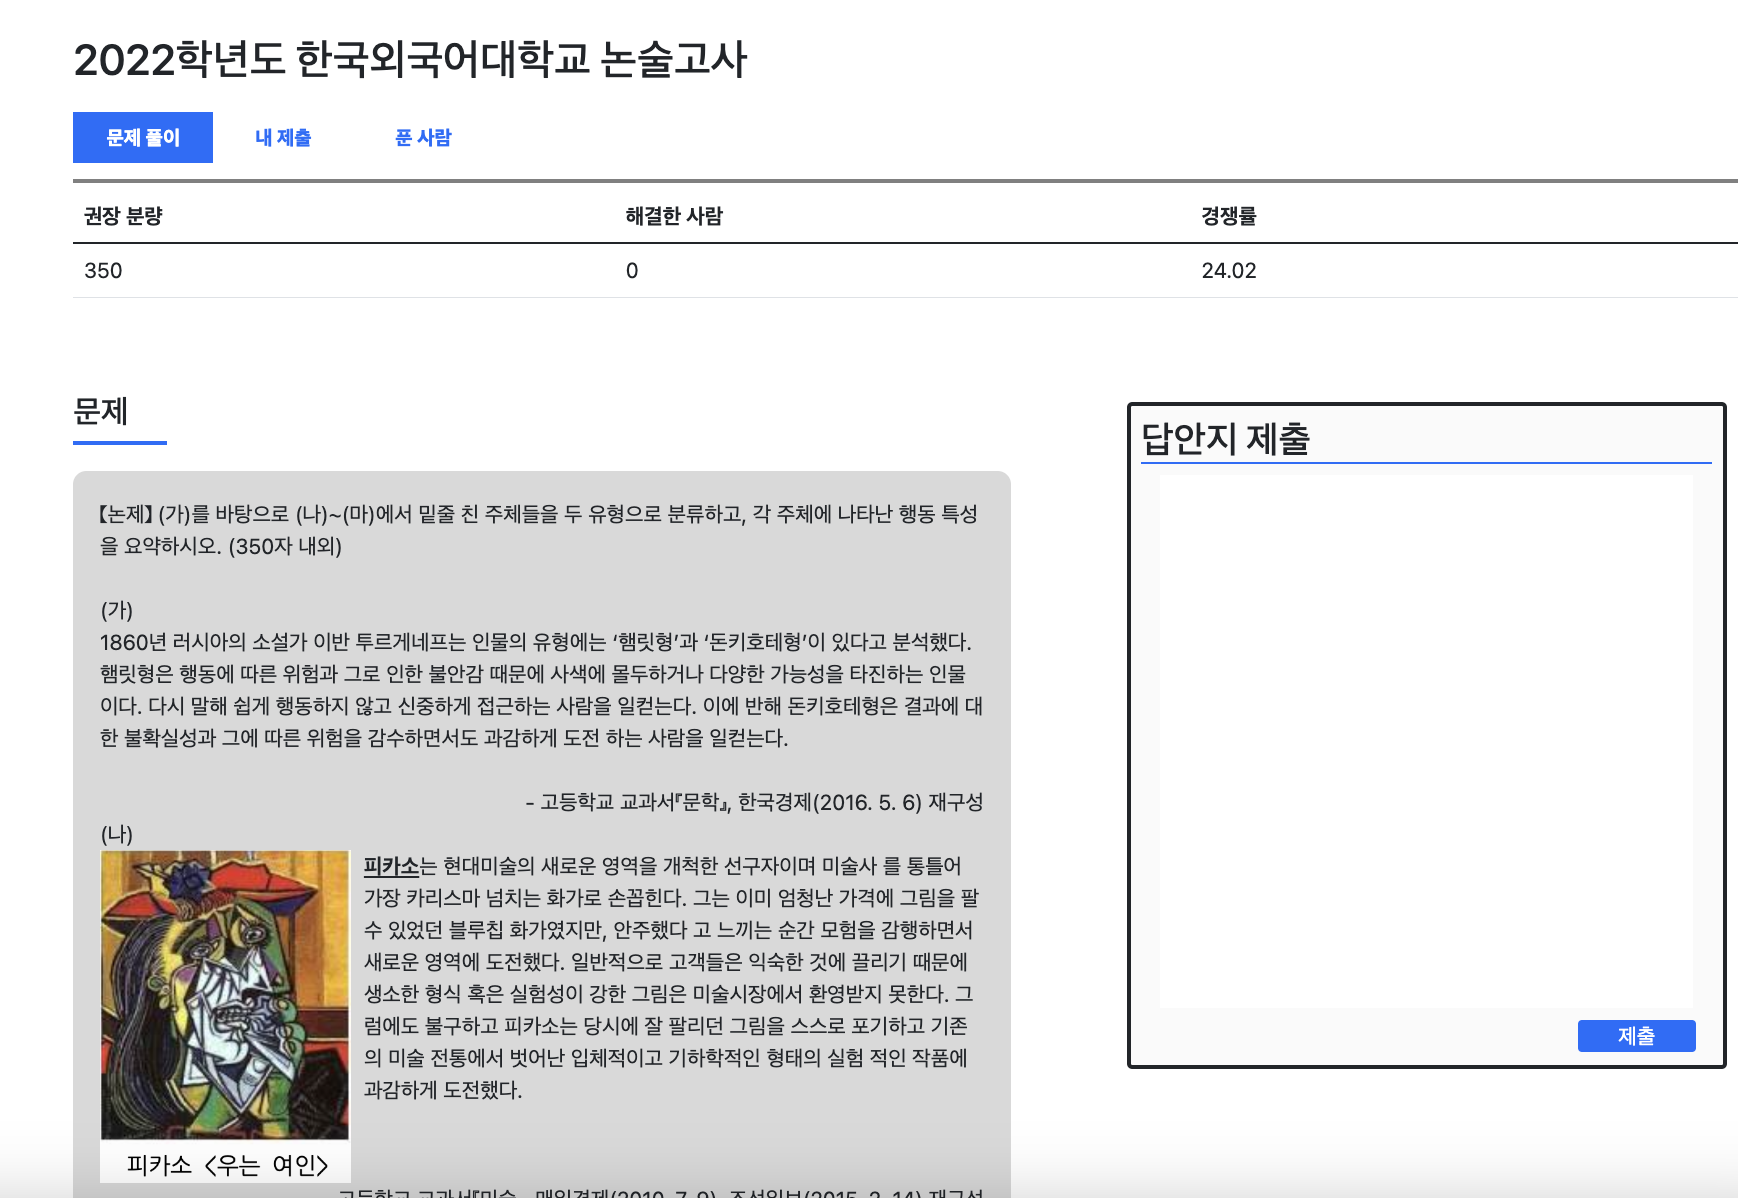 2022학년도 한국외국어대학교 논술고사
문제 풀이 내 제출 푼 사람
권장 분량 해결한 사람 경쟁률
350 0 24.02
문제
【논제】 (가)를 바탕으로 (나)~(마)에서 밑줄 친 주체들을 두 유형으로 분류하고, 각 주체에 나타난 행동 특성
을 요약하시오. (350자 내외)
(가)
1860년 러시아의 소설가 이반 투르게네프는 인물의 유형에는 ‘햄릿형’과 ‘돈키호테형’이 있다고 분석했다.
햄릿형은 행동에 따른 위험과 그로 인한 불안감 때문에 사색에 몰두하거나 다양한 가능성을 타진하는 인물
이다. 다시 말해 쉽게 행동하지 않고 신중하게 접근하는 사람을 일컫는다. 이에 반해 돈키호테형은 결과에 대
한 불확실성과 그에 따른 위험을 감수하면서도 과감하게 도전 하는 사람을 일컫는다.
- 고등학교 교과서『문학』, 한국경제(2016. 5. 6) 재구성
(나)
피카소는 현대미술의 새로운 영역을 개척한 선구자이며 미술사 를 통틀어
가장 카리스마 넘치는 화가로 손꼽힌다. 그는 이미 엄청난 가격에 그림을 팔
수 있었던 블루칩 화가였지만, 안주했다 고 느끼는 순간 모험을 감행하면서
새로운 영역에 도전했다. 일반적으로 고객들은 익숙한 것에 끌리기 때문에
생소한 형식 혹은 실험성이 강한 그림은 미술시장에서 환영받지 못한다. 그
럼에도 불구하고 피카소는 당시에 잘 팔리던 그림을 스스로 포기하고 기존
의 미술 전통에서 벗어난 입체적이고 기하학적인 형태의 실험 적인 작품에
과감하게 도전했다.
피카소 <우는 여인>
고등학교 교과서『미술 매일경제(2010. 7. 9), 조선일보(2015. 2. 14) 재구성
답안지 제출
제출